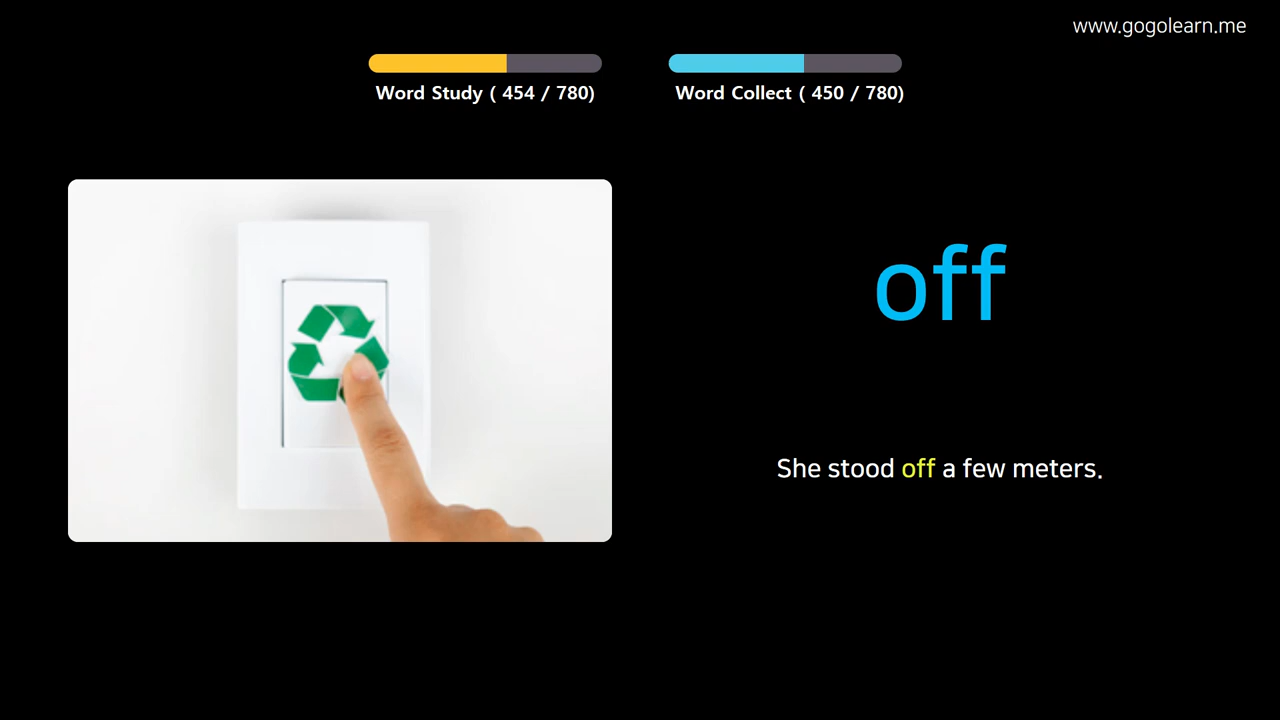 www.gogolearn.me
Word Study ( 454 / 780)
Word Collect ( 450 / 780)
off
She stood off a few meters.